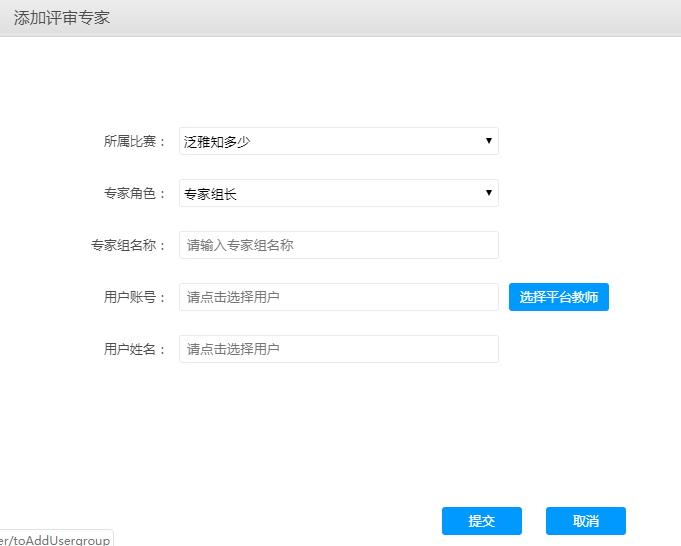 添加评审专家
所属比赛： 泛雅知多少
专家角色： 专家组长
专家组名称： 请输入专家组名称
用户账号： 请点击选择用户 选择平台教师
用户姓名： 请点击选择用户
提交 取消
er/toAddUsergroup